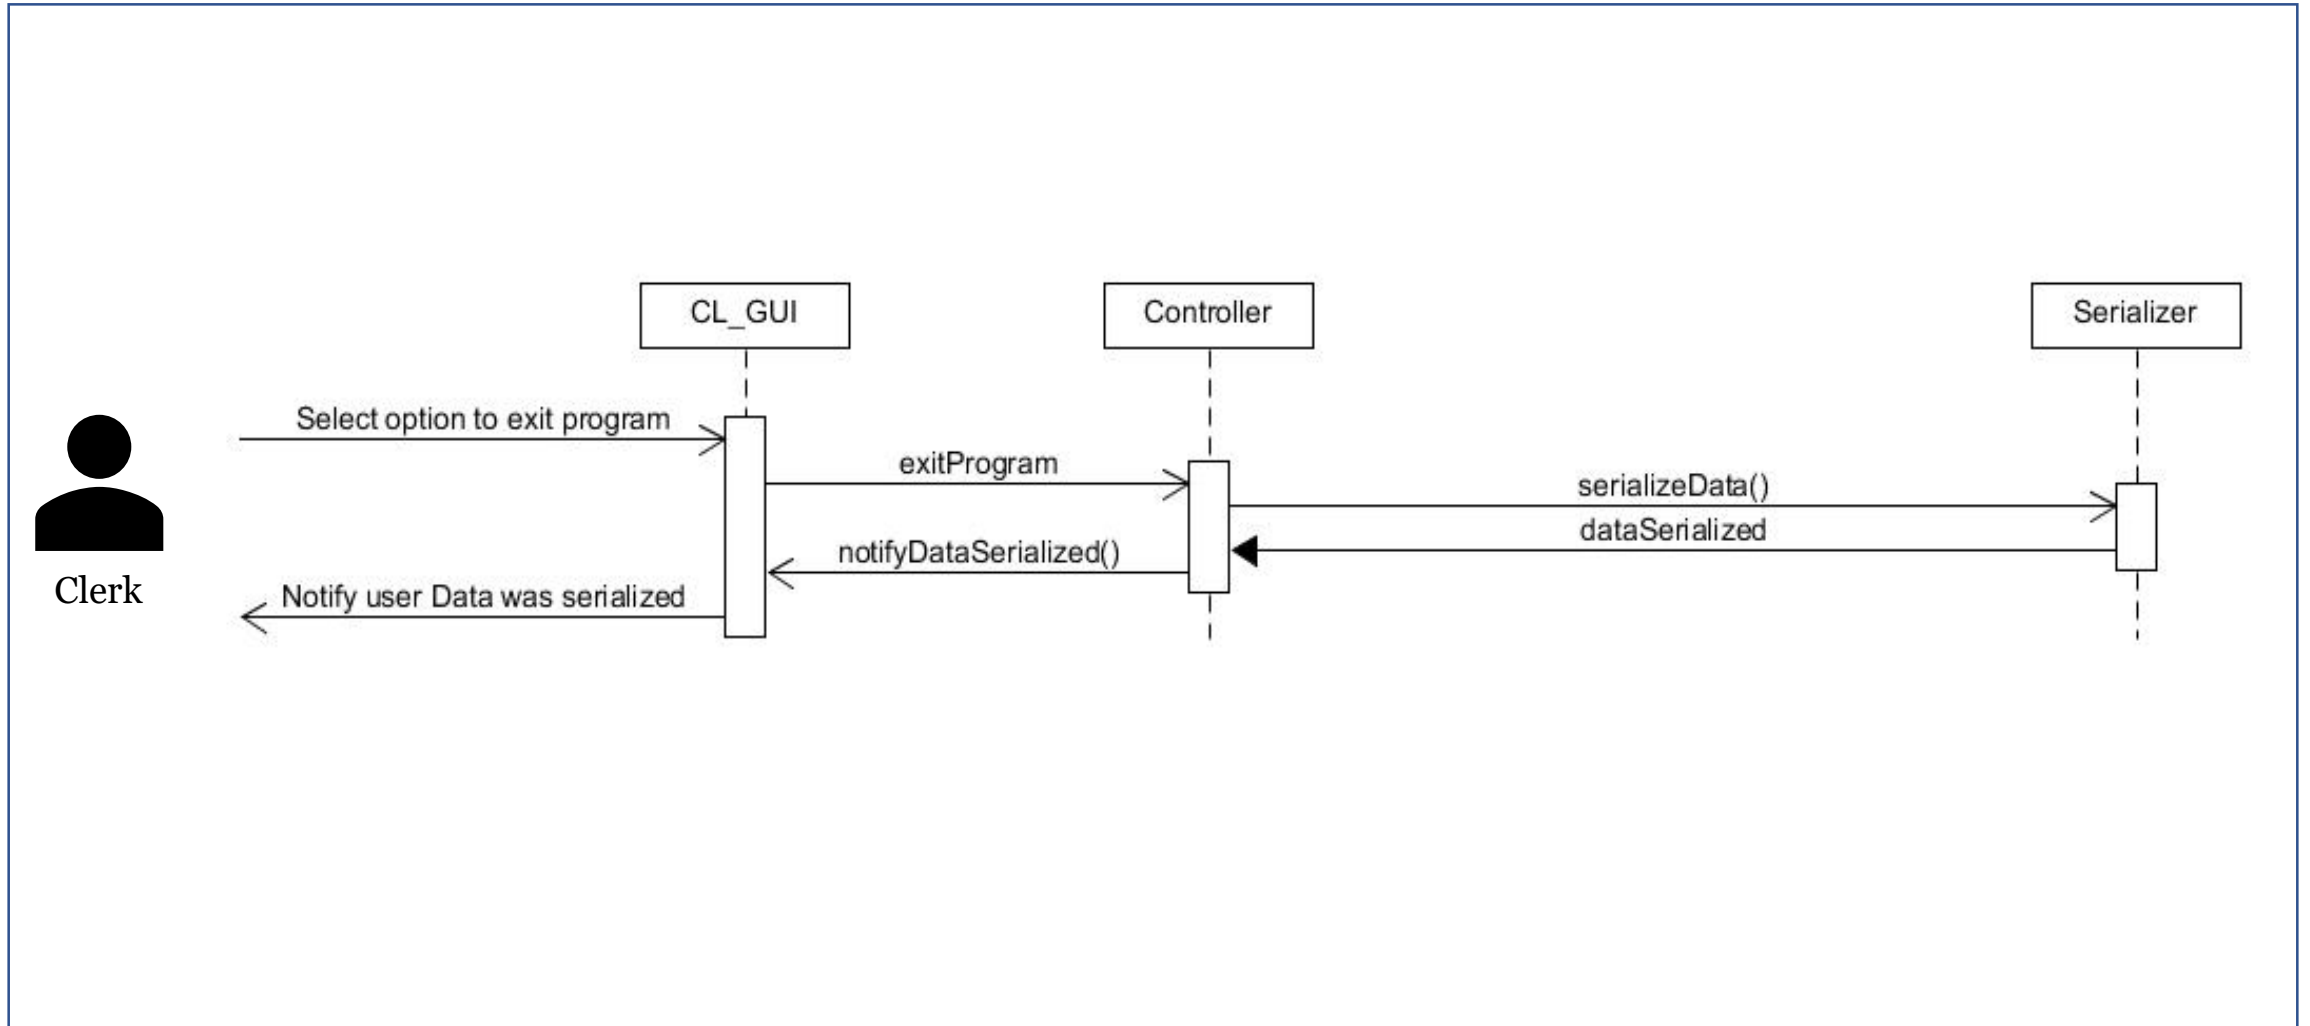 CL_GUI
Controller
Serializer
Select option to exit program
exitProgram
serializeData()
dataSerialized
notifyDataSerialized()
Notify user Data was serialized
Clerk